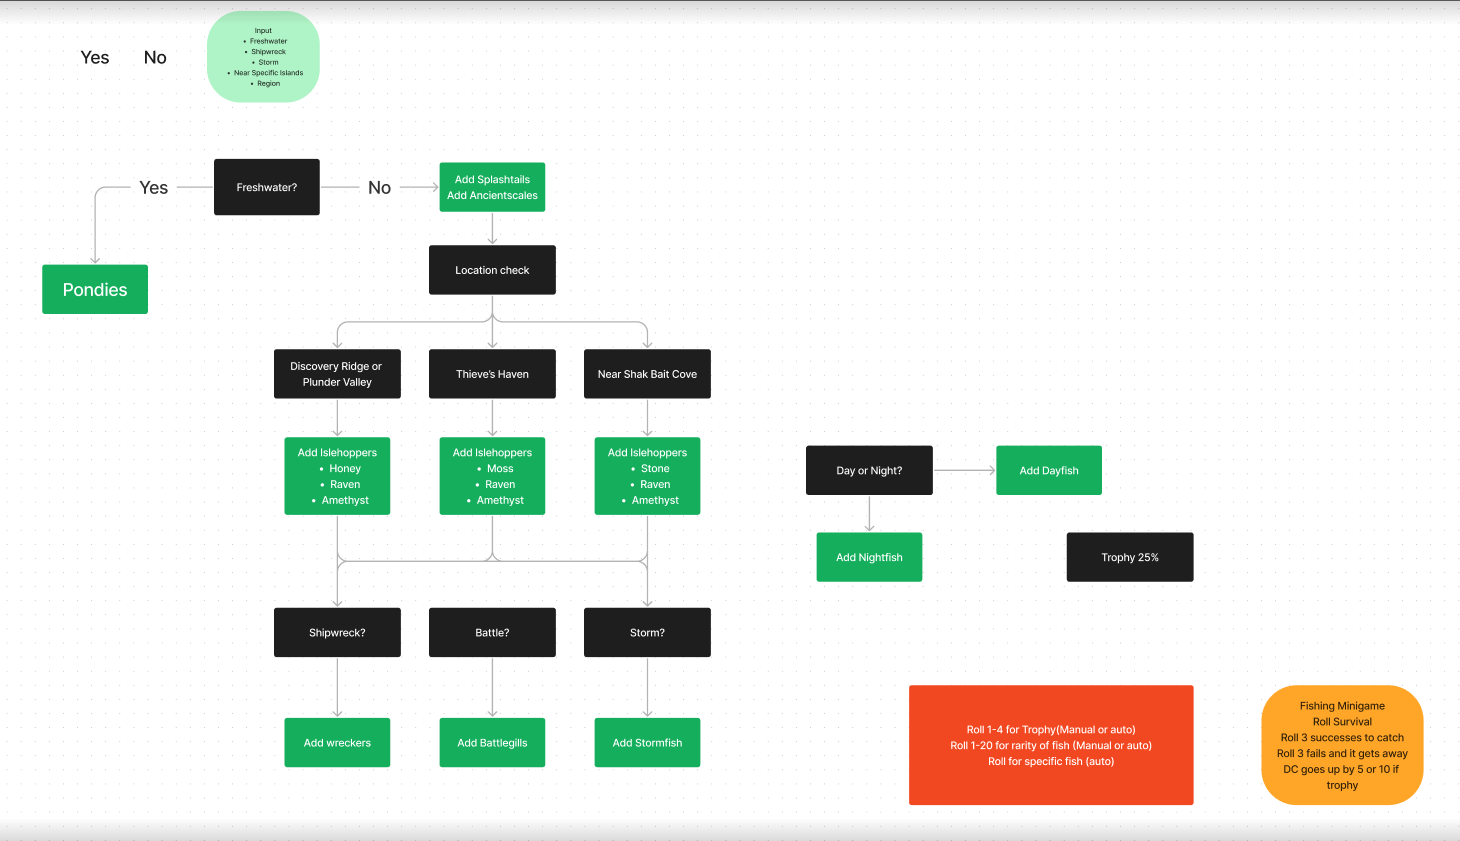 Yes
No
Input
• Freshwater
• Shipwreck
• Storm
• Near Specific Islands
• Region
Yes
Freshwater?
No
Add Splashtails
Add Ancientscales
Pondies
Location check
Discovery Ridge or
Plunder Valley
Thieve's Haven
Near Shak Bait Cove
Add Islehoppers
• Honey
• Raven
• Amethyst
Add Islehoppers
• Moss
• Raven
• Amethyst
Add Islehoppers
• Stone
• Raven
• Amethyst
Day or Night?
Add Dayfish
Add Nightfish
Trophy 25%
Shipwreck?
Battle?
Storm?
Add wreckers
Add Battlegills
Add Stormfish
Roll 1-4 for Trophy(Manual or auto)
Roll 1-20 for rarity of fish (Manual or auto)
Roll for specific fish (auto)
Fishing Minigame
Roll Survival
Roll 3 successes to catch
Roll 3 fails and it gets away
DC goes up by 5 or 10 if
trophy